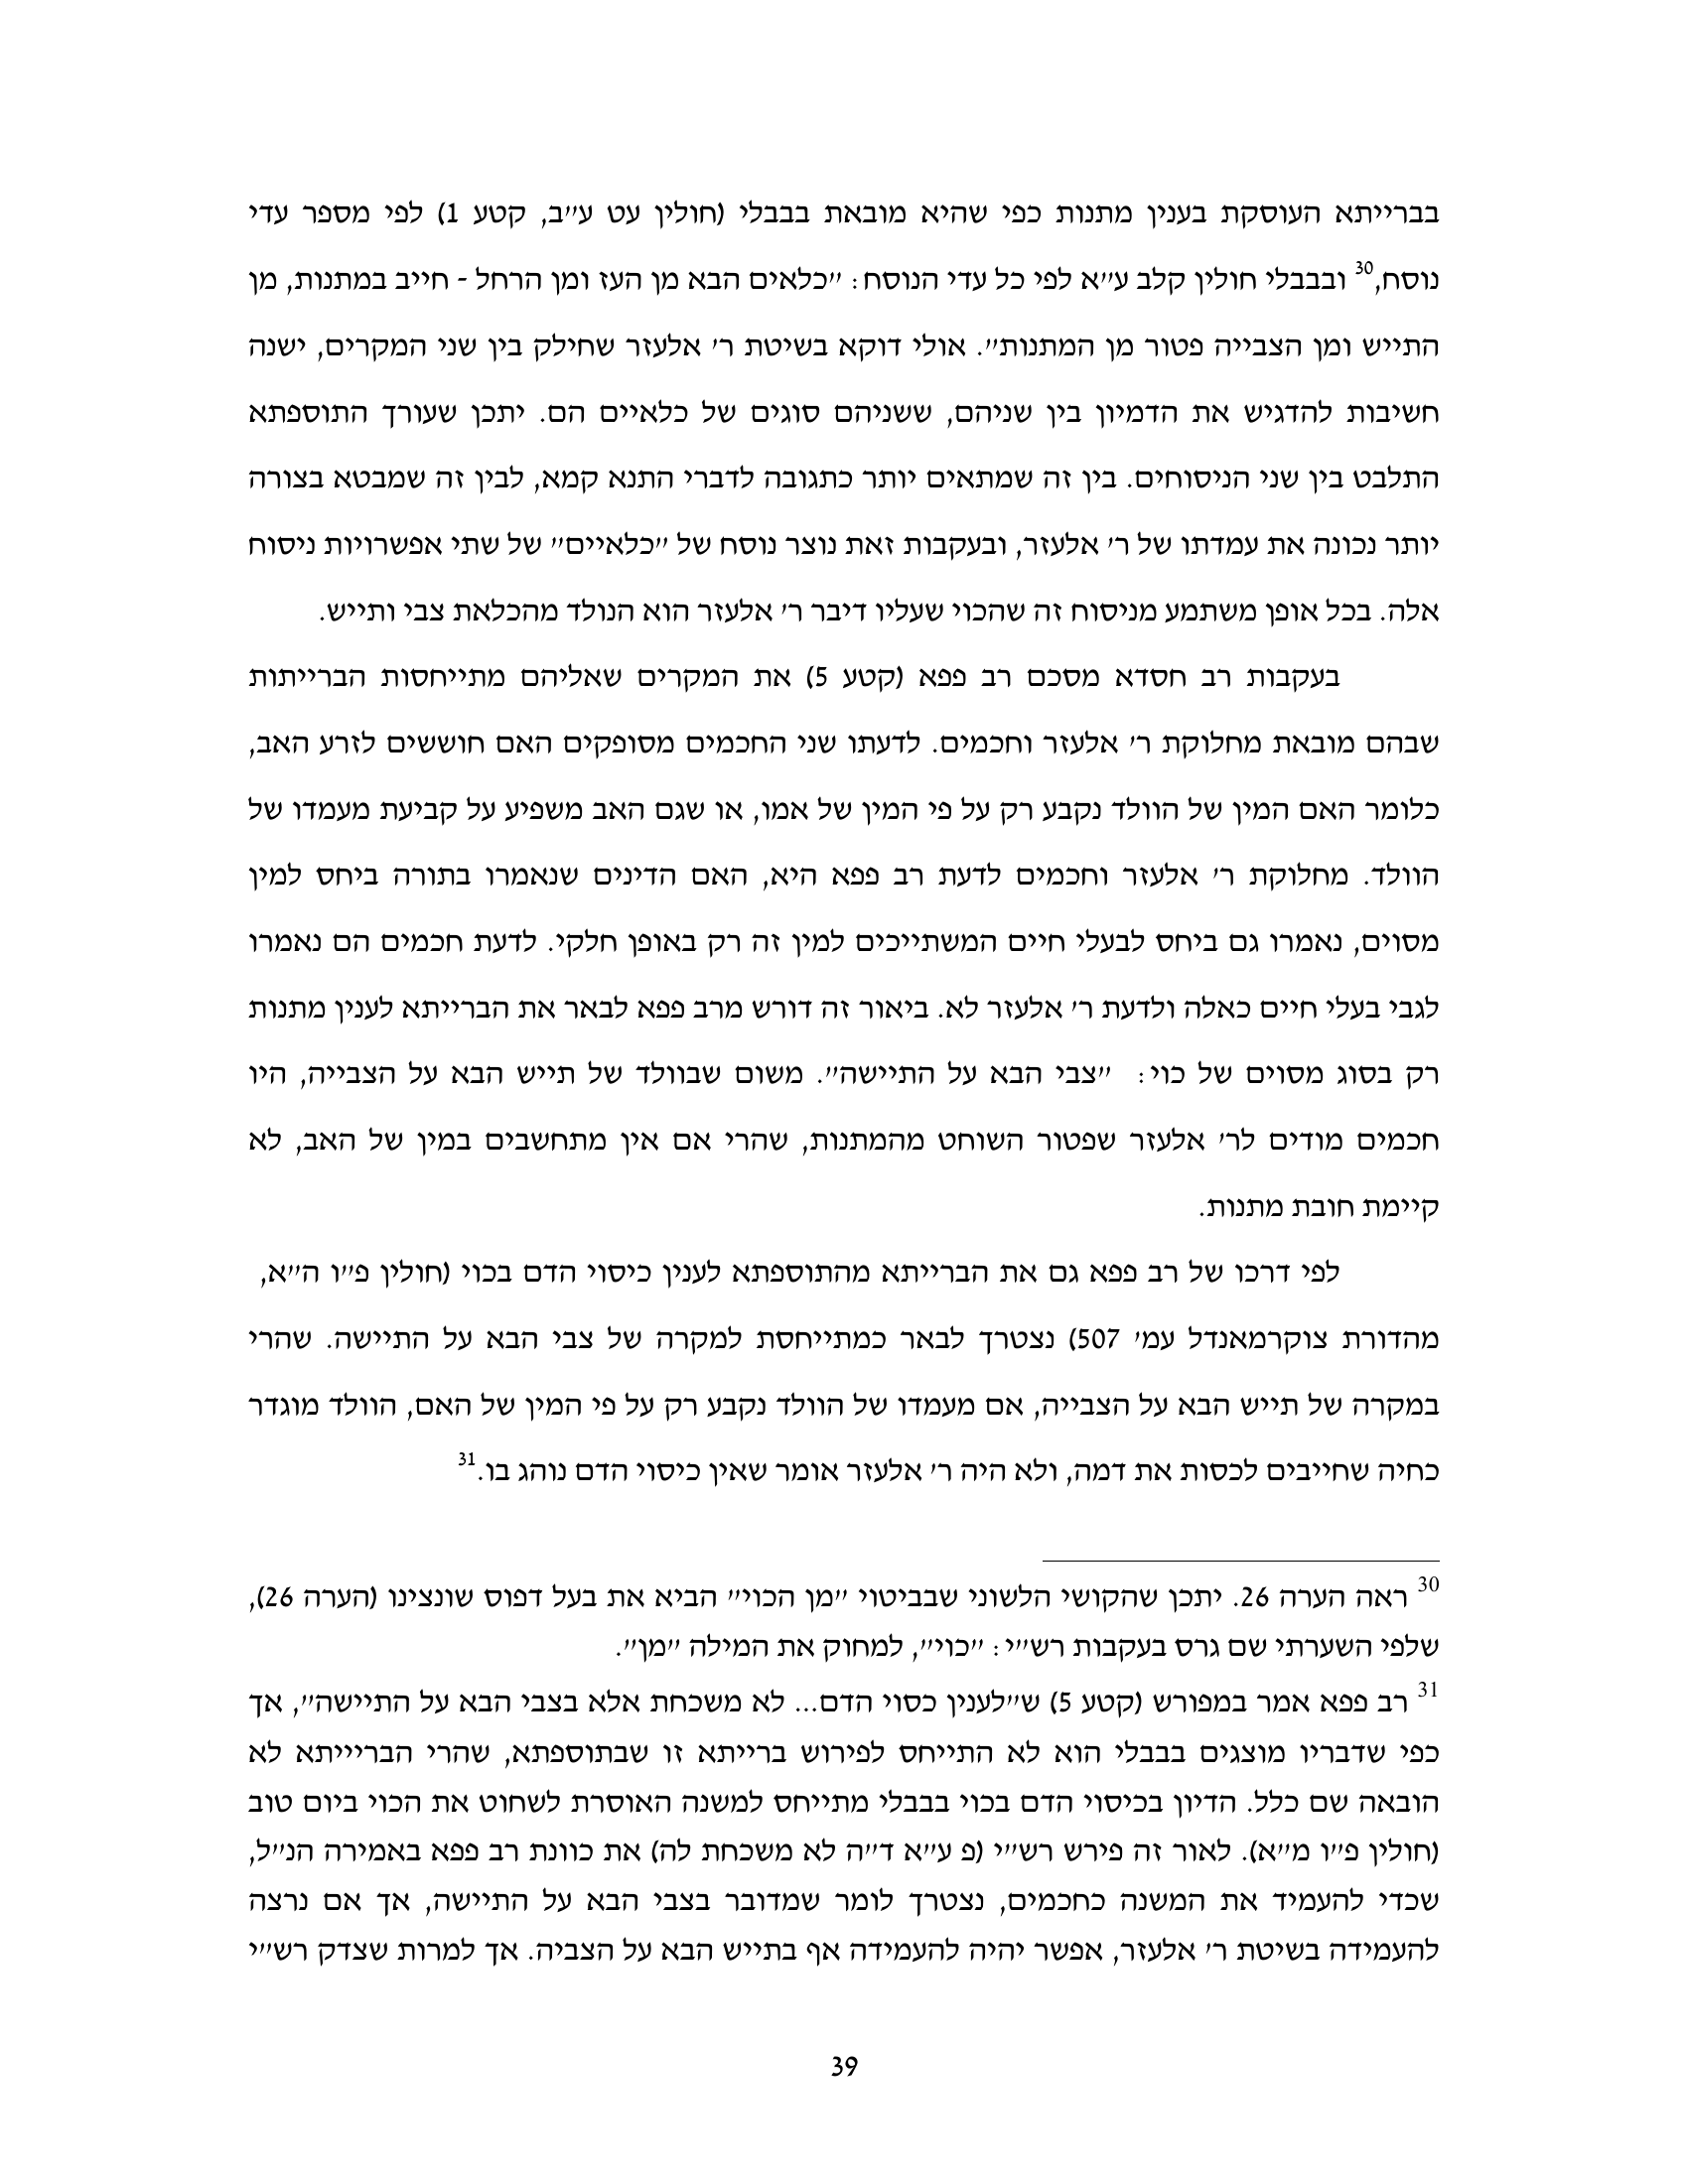 בברייתא העוסקת בענין מתנות כפי שהיא מובאת בבבלי (חולין עט ע״ב, קטע 1) לפי מספר עדי
נוסח,30 ובבבלי חולין קלב ע״א לפי כל עדי הנוסח: ״כלאים הבא מן העז ומן הרחל - חייב במתנות, מן
התייש ומן הצבייה פטור מן המתנות״. אולי דוקא בשיטת ר׳ אלעזר שחילק בין שני המקרים, ישנה
חשיבות להדגיש את הדמיון בין שניהם, ששניהם סוגים של כלאיים הם. יתכן שעורך התוספתא
התלבט בין שני הניסוחים. בין זה שמתאים יותר כתגובה לדברי התנא קמא, לבין זה שמבטא בצורה
יותר נכונה את עמדתו של ר׳ אלעזר, ובעקבות זאת נוצר נוסח של ״כלאיים״ של שתי אפשרויות ניסוח
אלה. בכל אופן משתמע מניסוח זה שהכוי שעליו דיבר ר׳ אלעזר הוא הנולד מהכלאת צבי ותייש.
בעקבות רב חסדא מסכם רב פפא (קטע 5) את המקרים שאליהם מתייחסות הברייתות
שבהם מובאת מחלוקת ר׳ אלעזר וחכמים. לדעתו שני החכמים מסופקים האם חוששים לזרע האב,
כלומר האם המין של הוולד נקבע רק על פי המין של אמו, או שגם האב משפיע על קביעת מעמדו של
הוולד. מחלוקת ר׳ אלעזר וחכמים לדעת רב פפא היא, האם הדינים שנאמרו בתורה ביחס למין
מסוים, נאמרו גם ביחס לבעלי חיים המשתייכים למין זה רק באופן חלקי. לדעת חכמים הם נאמרו
לגבי בעלי חיים כאלה ולדעת ר׳ אלעזר לא. ביאור זה דורש מרב פפא לבאר את הברייתא לענין מתנות
רק בסוג מסוים של כוי:  ״צבי הבא על התיישה״. משום שבוולד של תייש הבא על הצבייה, היו
חכמים מודים לר׳ אלעזר שפטור השוחט מהמתנות, שהרי אם אין מתחשבים במין של האב, לא
קיימת חובת מתנות.
לפי דרכו של רב פפא גם את הברייתא מהתוספתא לענין כיסוי הדם בכוי (חולין פ״ו ה״א,
מהדורת צוקרמאנדל עמ׳ 507) נצטרך לבאר כמתייחסת למקרה של צבי הבא על התיישה. שהרי
במקרה של תייש הבא על הצבייה, אם מעמדו של הוולד נקבע רק על פי המין של האם, הוולד מוגדר
כחיה שחייבים לכסות את דמה, ולא היה ר׳ אלעזר אומר שאין כיסוי הדם נוהג בו.31
30 ראה הערה 26. יתכן שהקושי הלשוני שבביטוי ״מן הכוי״ הביא את בעל דפוס שונצינו (הערה 26),
שלפי השערתי שם גרס בעקבות רש״י: ״כוי״, למחוק את המילה ״מן״.
31 רב פפא אמר במפורש (קטע 5) ש״לענין כסוי הדם... לא משכחת אלא בצבי הבא על התיישה״, אך
כפי שדבריו מוצגים בבבלי הוא לא התייחס לפירוש ברייתא זו שבתוספתא, שהרי הבריייתא לא
הובאה שם כלל. הדיון בכיסוי הדם בכוי בבבלי מתייחס למשנה האוסרת לשחוט את הכוי ביום טוב
(חולין פ״ו מ״א). לאור זה פירש רש״י (פ ע״א ד״ה לא משכחת לה) את כוונת רב פפא באמירה הנ״ל,
שכדי להעמיד את המשנה כחכמים, נצטרך לומר שמדובר בצבי הבא על התיישה, אך אם נרצה
להעמידה בשיטת ר׳ אלעזר, אפשר יהיה להעמידה אף בתייש הבא על הצביה. אך למרות שצדק רש״י
39